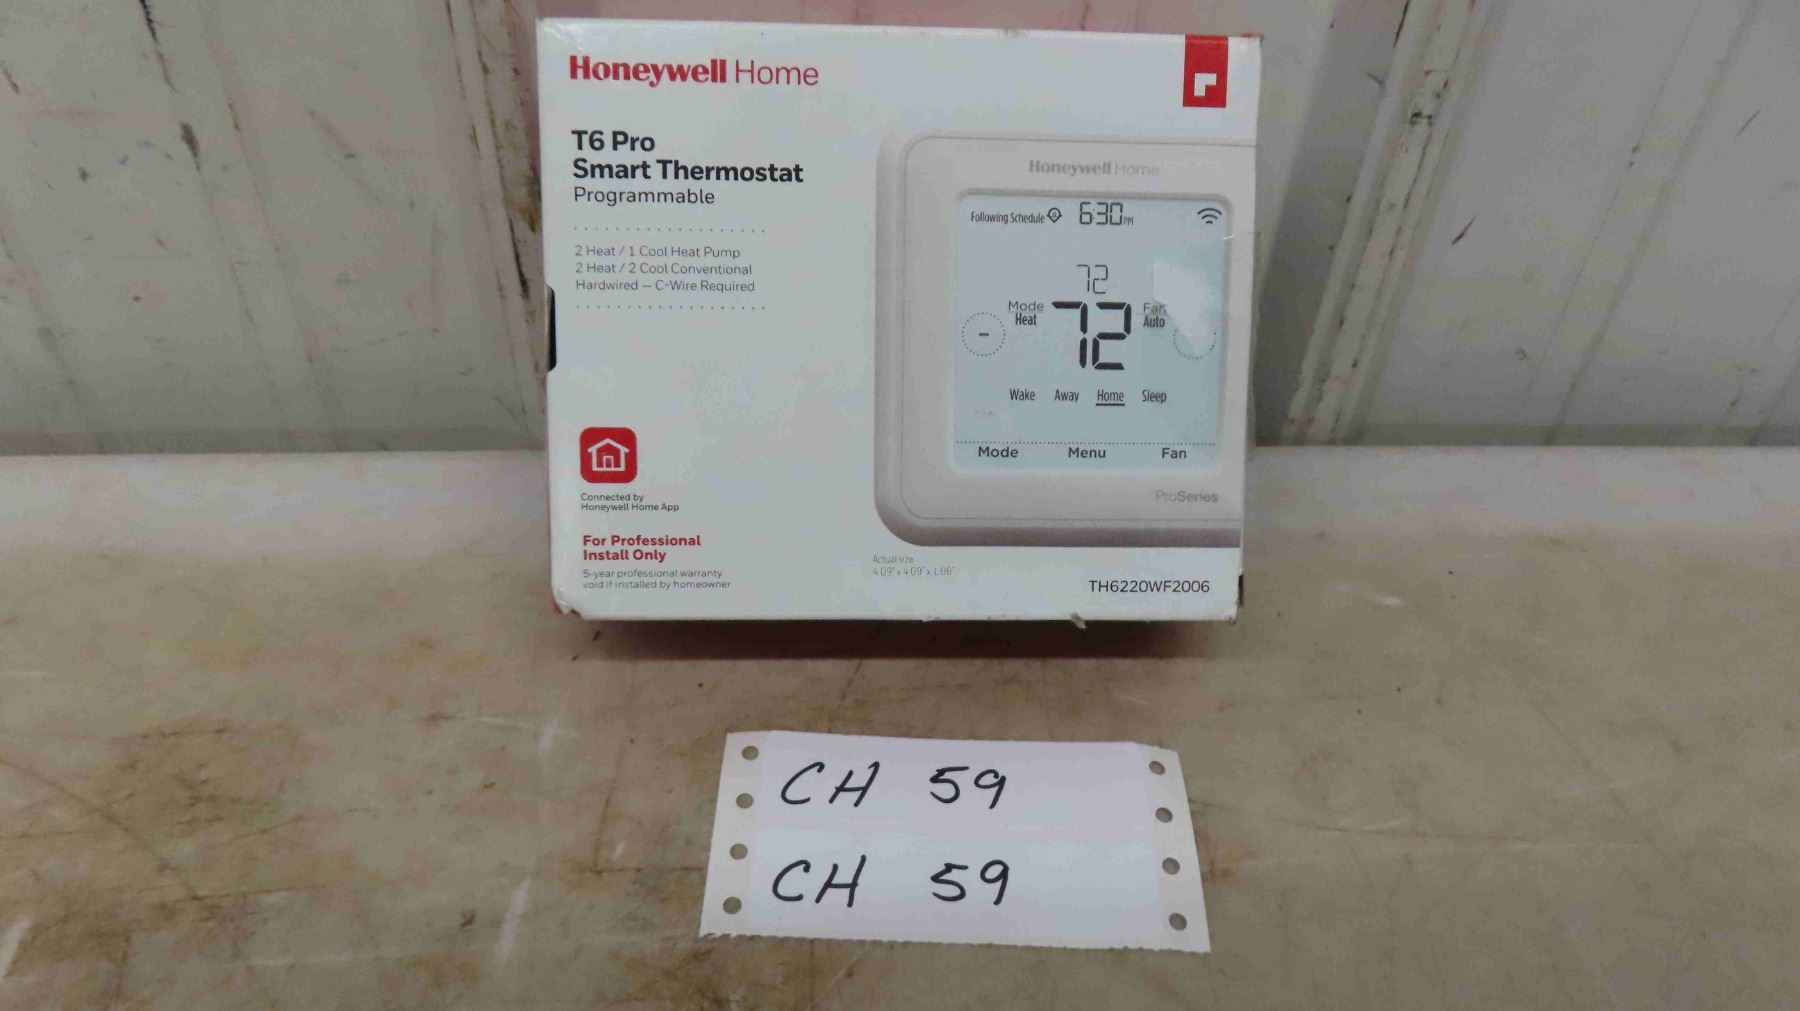 Honeywell Home
T6 Pro
Smart Thermostat
Programmable
2 Heat / 1 Cool Heat Pump
2 Heat / 2 Cool Conventional
Hardwired — C-Wire Required
Connected by
Honeywell Home App
For Professional
Install Only
5-year professional warranty
void if installed by homeowner
Honeywell Home
Following Schedule 6:30 PM
72
Mode
Heat
72
Fan
Auto
-
Wake Away Home Sleep
Mode Menu Fan
ProSeries
Actual size
4.09" x 4.09" x 1.06"
TH6220WF2006
CH 59
CH 59